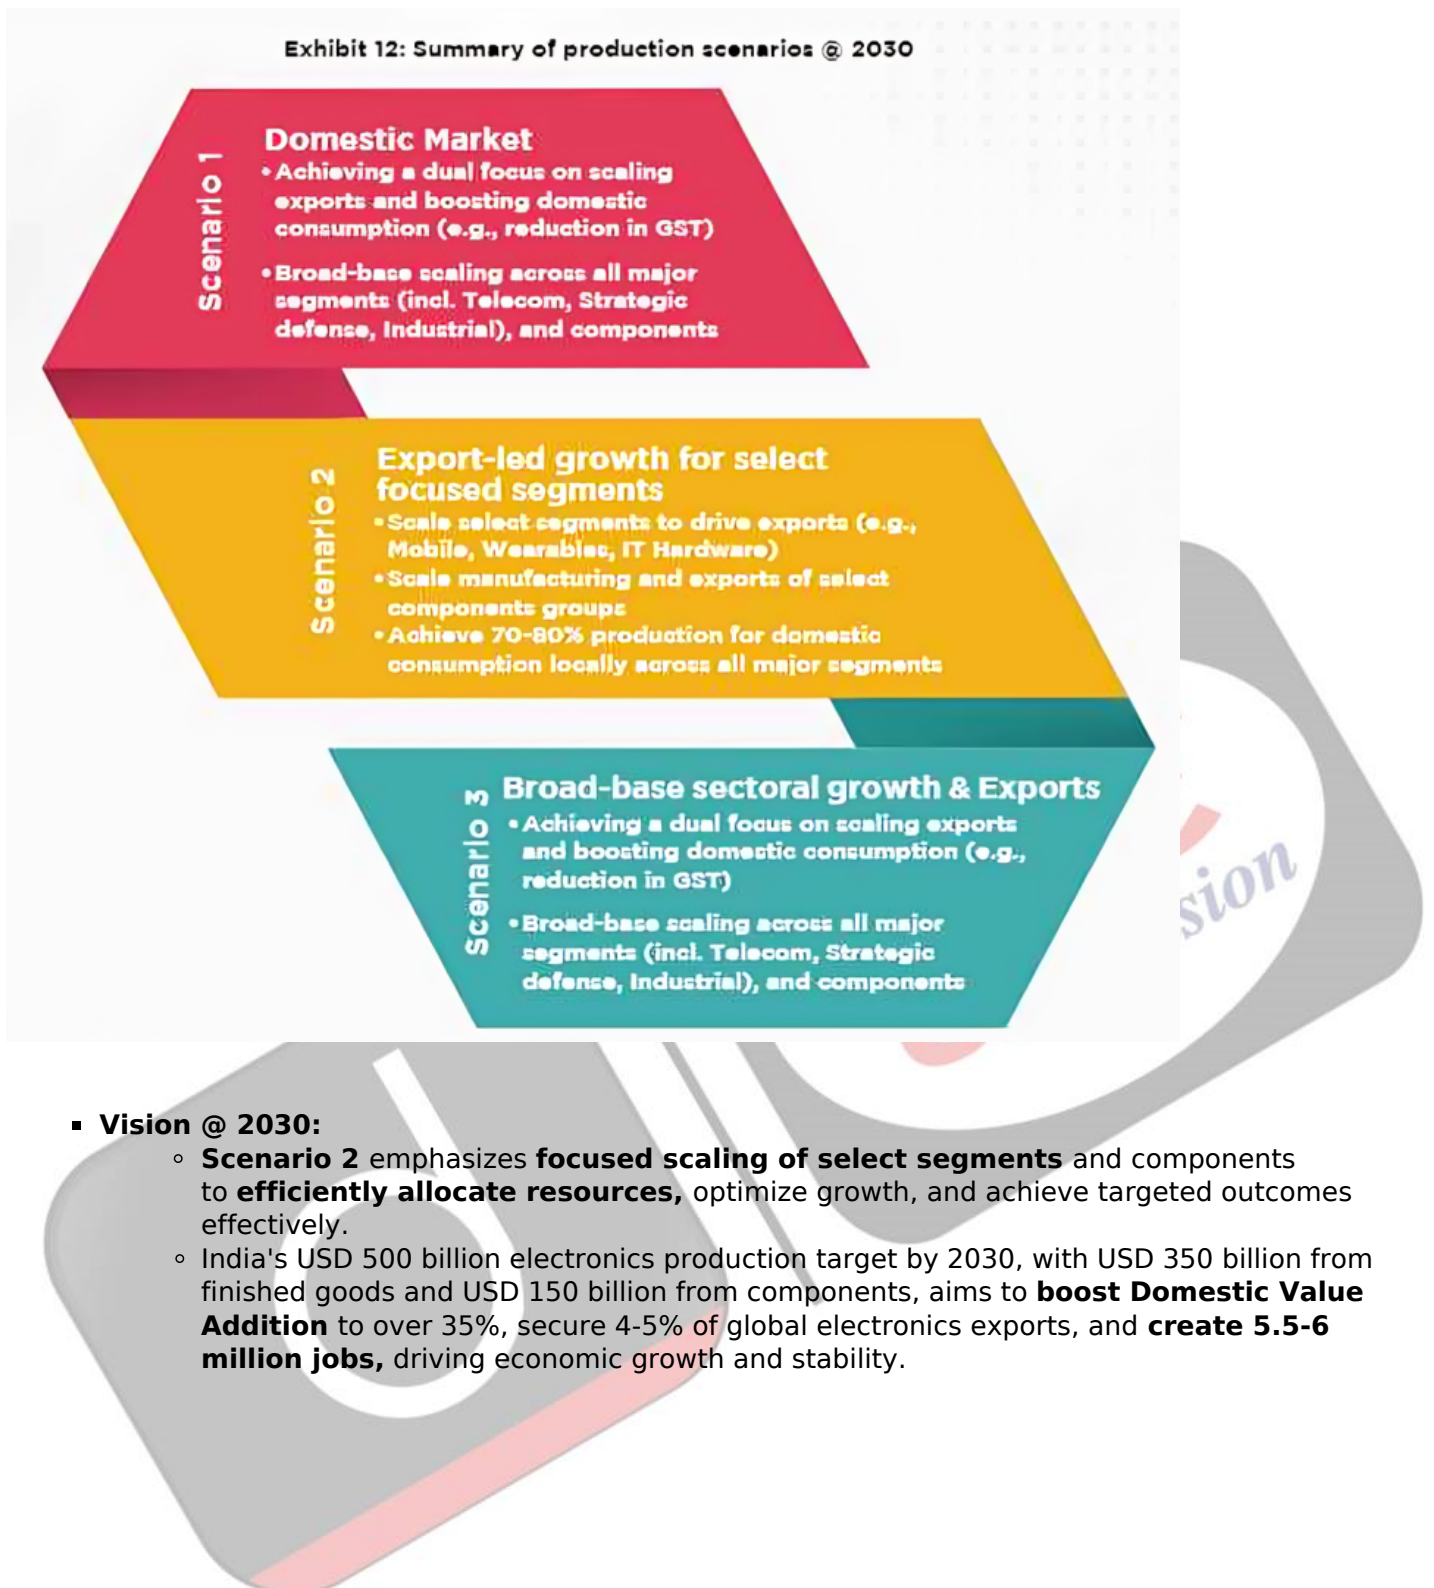 Exhibit 12: Summary of production scenarios @ 2030
Scenario 1
Domestic Market
• Achieving a dual focus on scaling
exports and boosting domestic
consumption (e.g., reduction in GST)
• Broad-base scaling across all major
segments (incl. Telecom, Strategic
defense, Industrial), and components
Scenario 2
Export-led growth for select
focused segments
• Scale select segments to drive exports (e.g.,
Mobile, Wearables, IT Hardware)
• Scale manufacturing and exports of select
components groups
• Achieve 70-80% production for domestic
consumption locally across all major segments
Scenario 3
Broad-base sectoral growth & Exports
• Achieving a dual focus on scaling exports
and boosting domestic consumption (e.g.,
reduction in GST)
• Broad-base scaling across all major
segments (incl. Telecom, Strategic
defense, Industrial), and components
sion
▪ Vision @ 2030:
◦ Scenario 2 emphasizes focused scaling of select segments and components
to efficiently allocate resources, optimize growth, and achieve targeted outcomes
effectively.
◦ India's USD 500 billion electronics production target by 2030, with USD 350 billion from
finished goods and USD 150 billion from components, aims to boost Domestic Value
Addition to over 35%, secure 4-5% of global electronics exports, and create 5.5-6
million jobs, driving economic growth and stability.